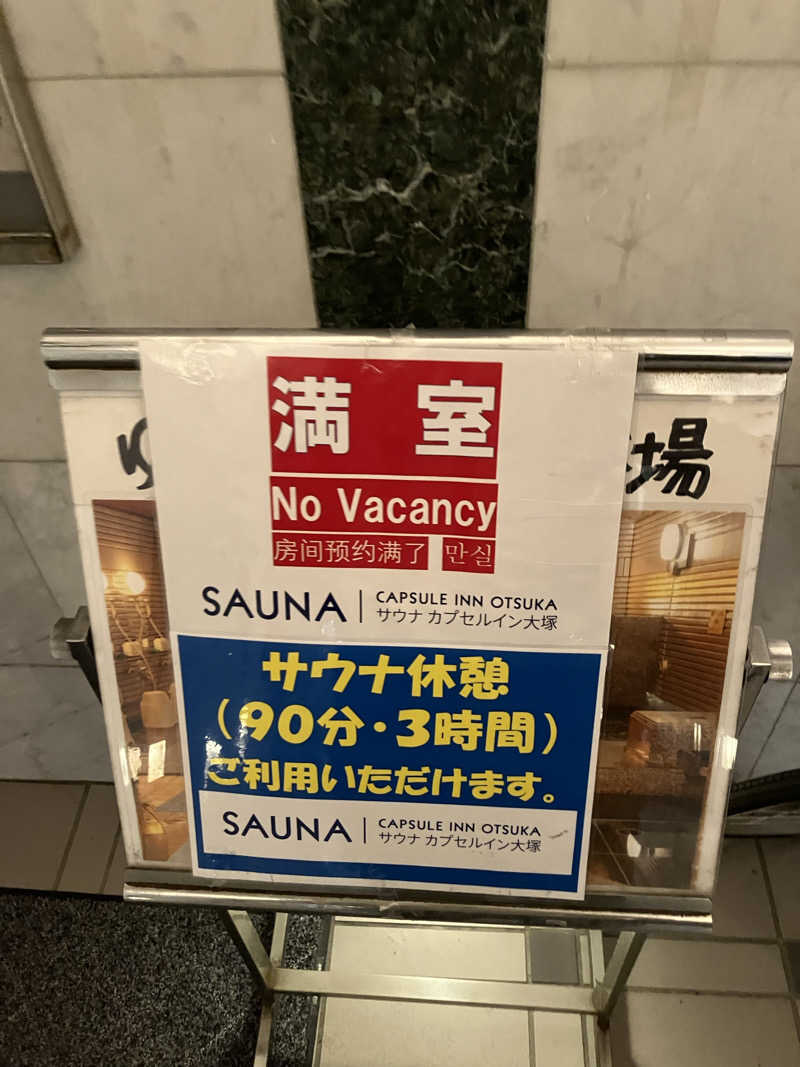 満 室
No Vacancy
房间预约满了 만실
SAUNA | CAPSULE INN OTSUKA
サウナ カプセルイン大塚
場
サウナ休憩
(90分・3時間)
ご利用いただけます。
SAUNA | CAPSULE INN OTSUKA
サウナ カプセルイン大塚